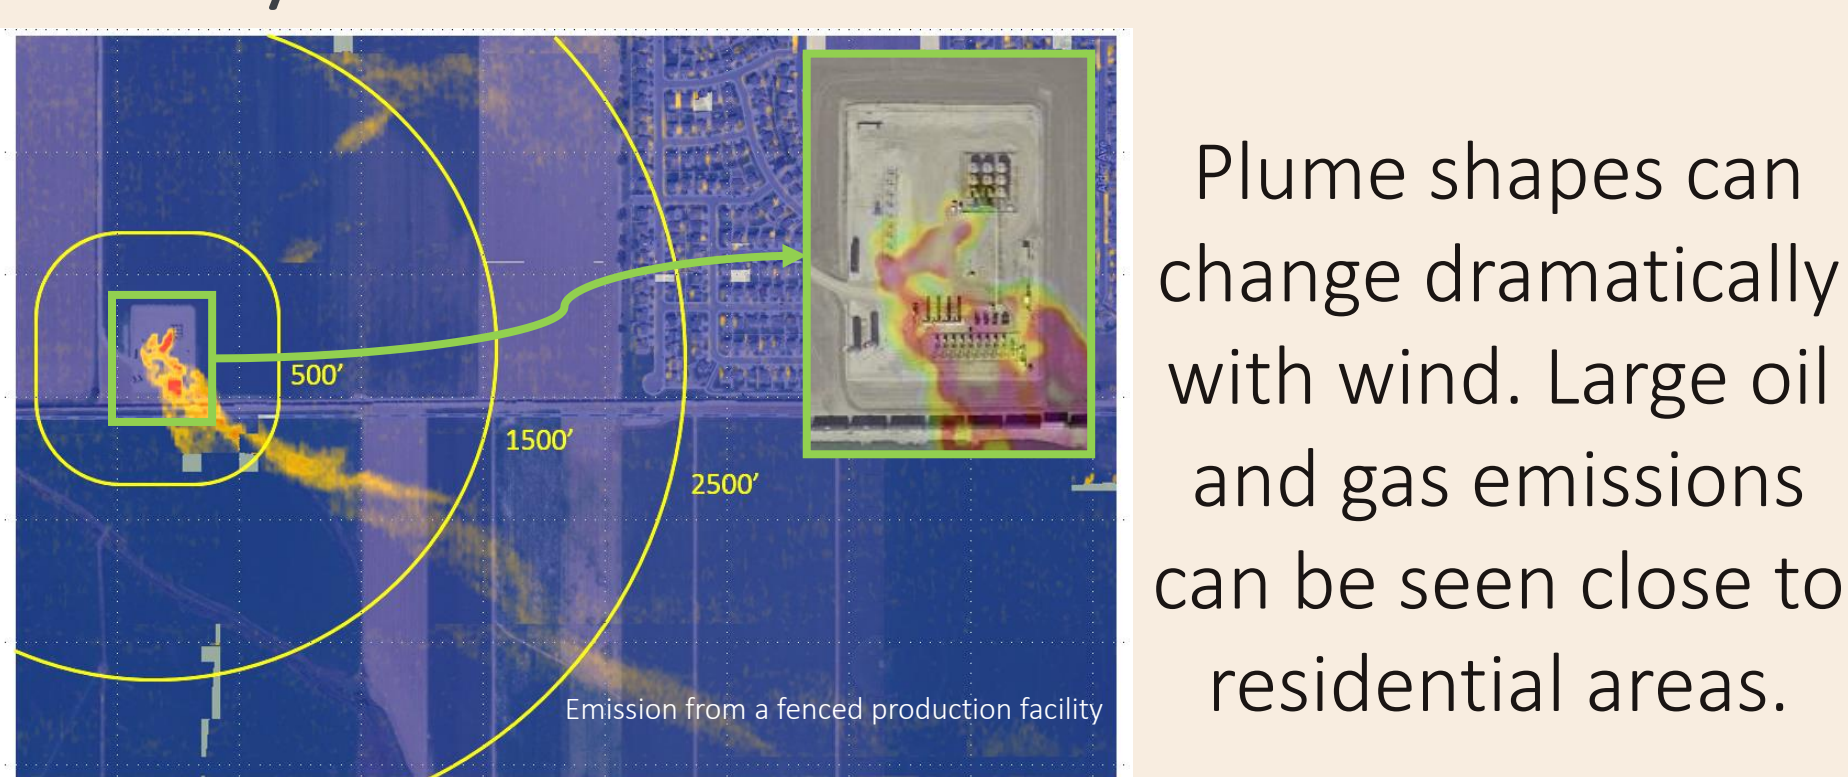 500’
1500’
2500’
Emission from a fenced production facility
Plume shapes can
change dramatically
with wind. Large oil
and gas emissions
can be seen close to
residential areas.